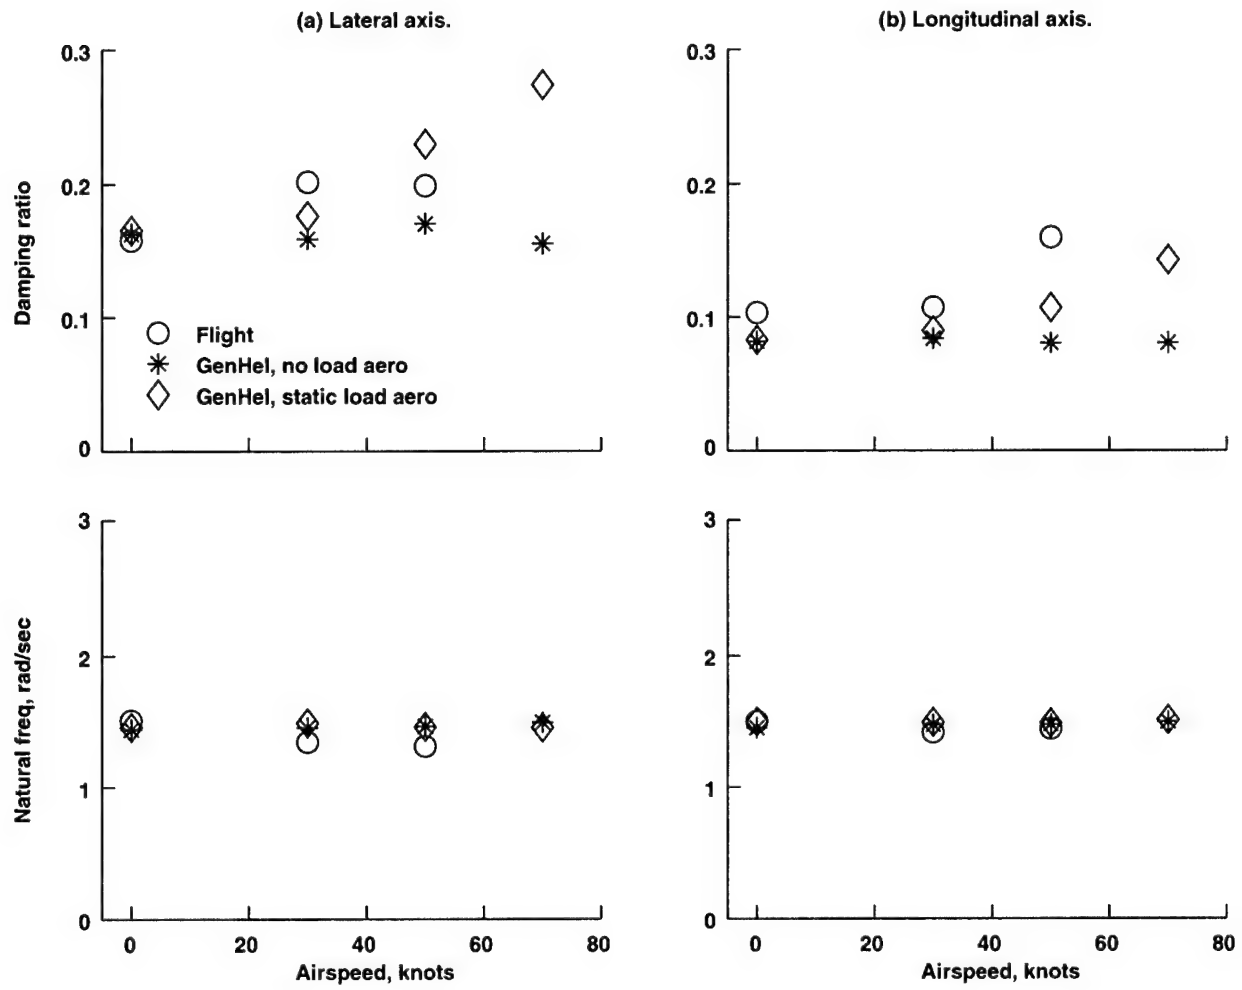 (a) Lateral axis.
(b) Longitudinal axis.
0.3
0.2
0.1
0
Damping ratio
Flight
GenHel, no load aero
GenHel, static load aero
0.3
0.2
0.1
0
3
2
1
0
Natural freq, rad/sec
0 20 40 60 80
Airspeed, knots
3
2
1
0
0 20 40 60 80
Airspeed, knots